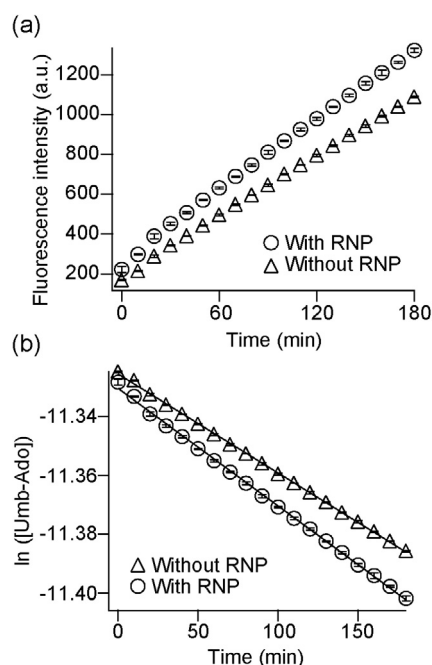 (a)
Fluorescence intensity (a.u.)
1200
1000
800
600
400
200
With RNP
Without RNP
0
60
120
180
Time (min)
(b)
ln ([Umb-Ado])
-11.34
-11.36
-11.38
-11.40
Without RNP
With RNP
0
50
100
150
Time (min)